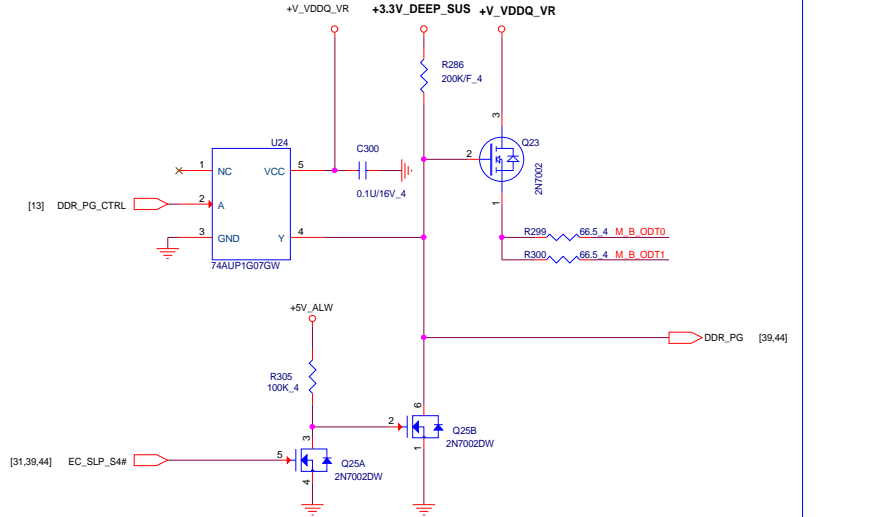 +V_VDDQ_VR
+3.3V_DEEP_SUS
+V_VDDQ_VR
R286
200K/F_4
3
Q23
2
2N7002
1
U24
C300
1
NC
VCC
5
0.1U/16V_4
[13]
DDR_PG_CTRL
2
A
3
GND
Y
4
74AUP1G07GW
R299
66.5_4
M_B_ODT0
R300
66.5_4
M_B_ODT1
+5V_ALW
DDR_PG
[39,44]
R305
100K_4
6
2
Q25B
2N7002DW
1
3
[31,39,44]
EC_SLP_S4#
5
Q25A
2N7002DW
4